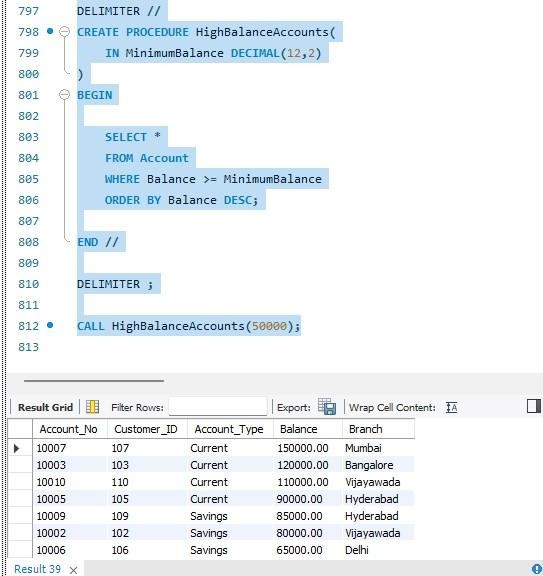 797 DELIMITER //
798 CREATE PROCEDURE HighBalanceAccounts(
799 IN MinimumBalance DECIMAL(12,2)
800 )
801 BEGIN
802
803 SELECT *
804 FROM Account
805 WHERE Balance >= MinimumBalance
806 ORDER BY Balance DESC;
807
808 END //
809
810 DELIMITER ;
811
812 CALL HighBalanceAccounts(50000);
813
Result Grid Filter Rows: Export: Wrap Cell Content: IA
Account_No Customer_ID Account_Type Balance Branch
10007 107 Current 150000.00 Mumbai
10003 103 Current 120000.00 Bangalore
10010 110 Current 110000.00 Vijayawada
10005 105 Current 90000.00 Hyderabad
10009 109 Savings 85000.00 Hyderabad
10002 102 Savings 80000.00 Vijayawada
10006 106 Savings 65000.00 Delhi
Result 39 ×